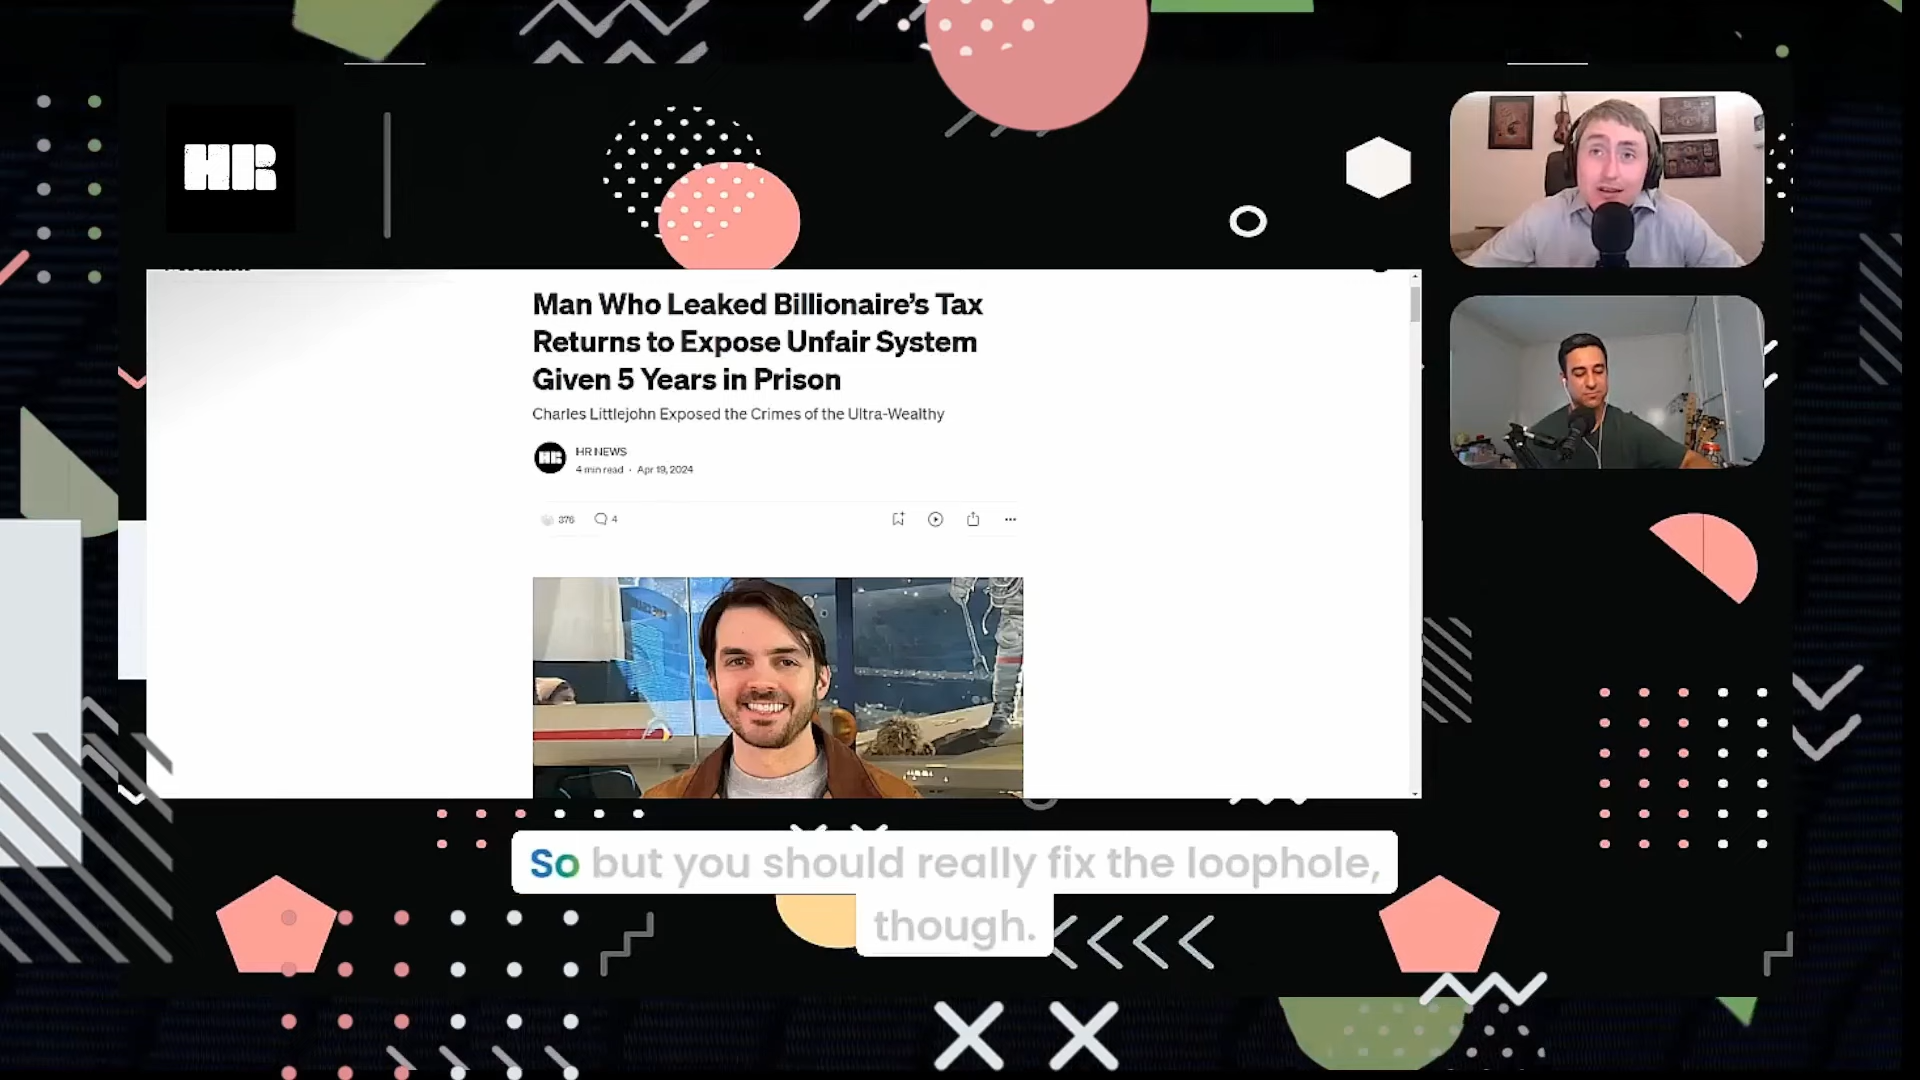 HR
Man Who Leaked Billionaire's Tax
Returns to Expose Unfair System
Given 5 Years in Prison
Charles Littlejohn Exposed the Crimes of the Ultra-Wealthy
HR
HR NEWS
4 min read · Apr 19, 2024
376 4
So but you should really fix the loophole,
though.